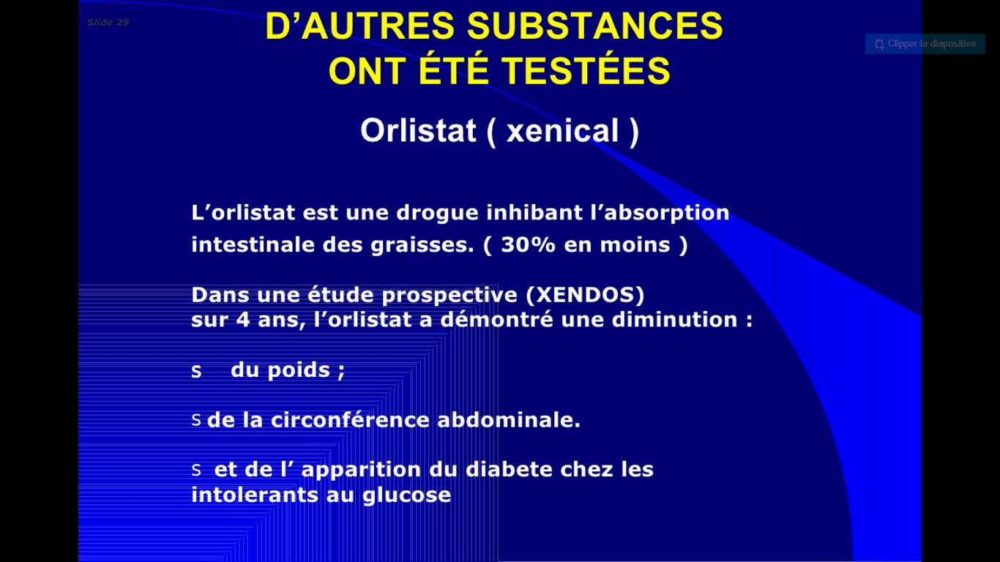 Slide 29
Clipper la diapositive
D’AUTRES SUBSTANCES
ONT ÉTÉ TESTÉES
Orlistat ( xenical )
L’orlistat est une drogue inhibant l’absorption
intestinale des graisses. ( 30% en moins )
Dans une étude prospective (XENDOS)
sur 4 ans, l’orlistat a démontré une diminution :
s du poids ;
s de la circonférence abdominale.
s et de l’ apparition du diabete chez les
intolerants au glucose